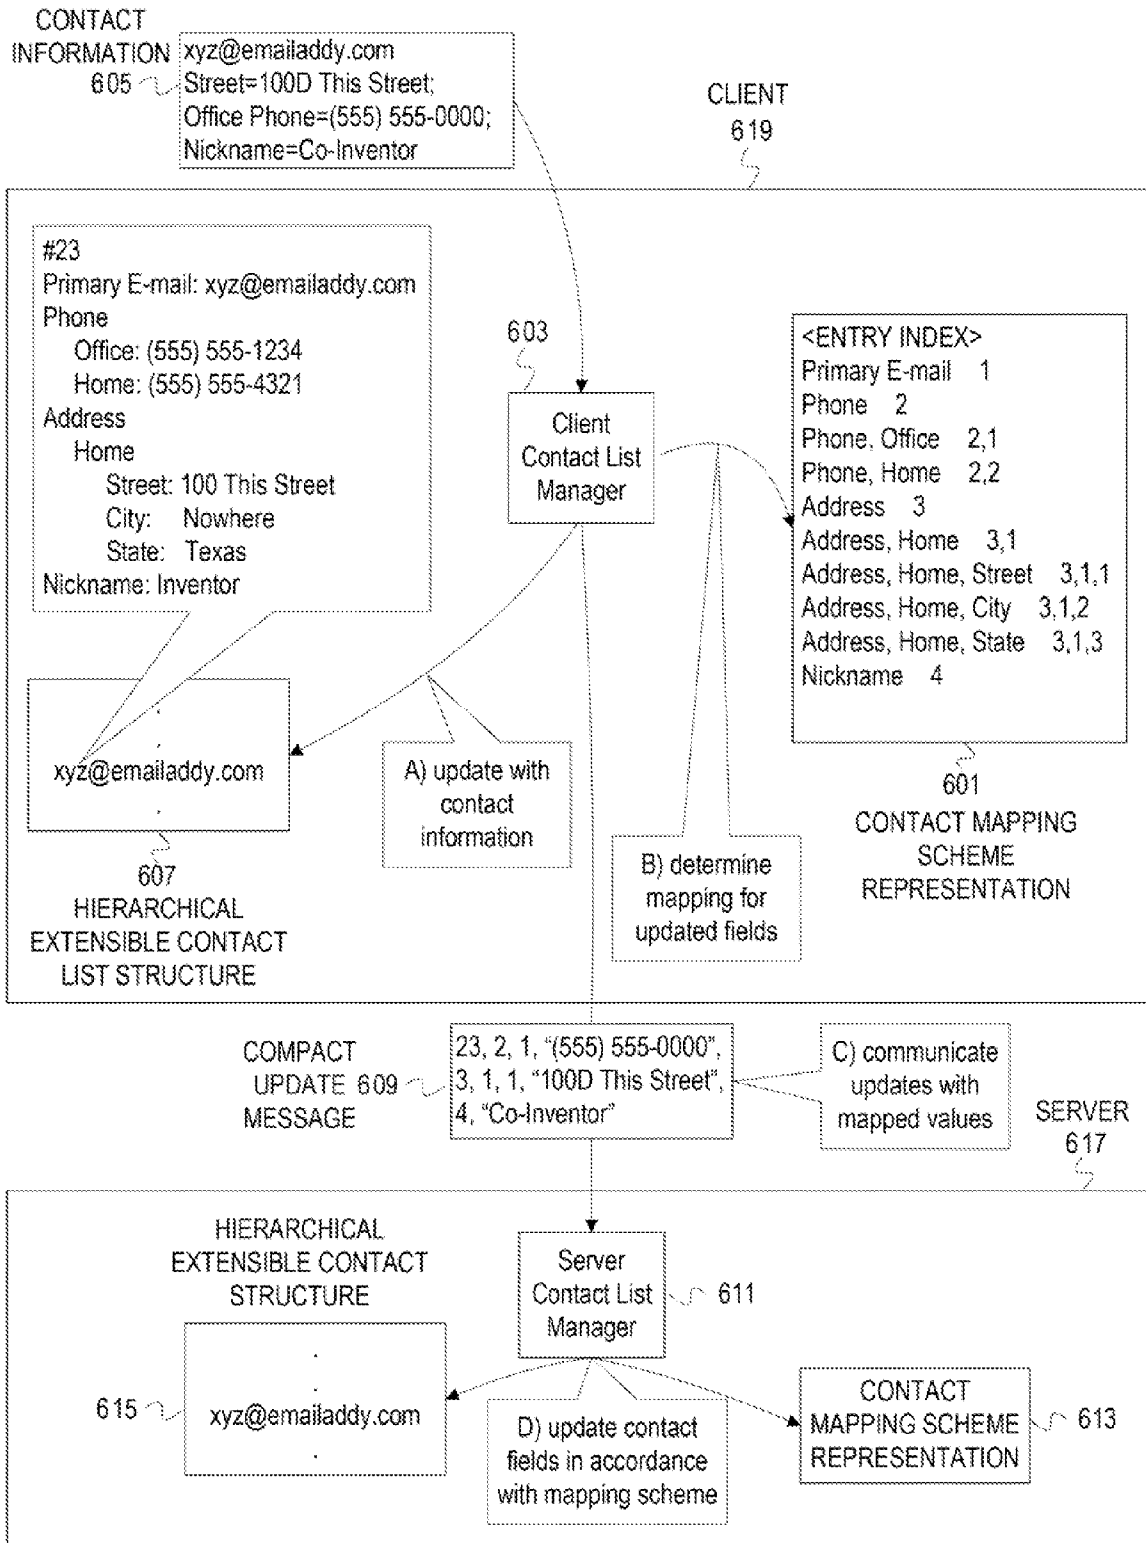 CONTACT
INFORMATION
605
xyz@emailaddy.com
Street=100D This Street;
Office Phone=(555) 555-0000;
Nickname=Co-Inventor
CLIENT
619
#23
Primary E-mail: xyz@emailaddy.com
Phone
Office: (555) 555-1234
Home: (555) 555-4321
Address
Home
Street: 100 This Street
City: Nowhere
State: Texas
Nickname: Inventor
603
Client
Contact List
Manager
<ENTRY INDEX>
Primary E-mail 1
Phone 2
Phone, Office 2,1
Phone, Home 2,2
Address 3
Address, Home 3,1
Address, Home, Street 3,1,1
Address, Home, City 3,1,2
Address, Home, State 3,1,3
Nickname 4
601
CONTACT MAPPING
SCHEME
REPRESENTATION
.
.
xyz@emailaddy.com
.
607
HIERARCHICAL
EXTENSIBLE CONTACT
LIST STRUCTURE
A) update with
contact
information
B) determine
mapping for
updated fields
COMPACT
UPDATE 609
MESSAGE
23, 2, 1, “(555) 555-0000”,
3, 1, 1, “100D This Street”,
4, “Co-Inventor”
C) communicate
updates with
mapped values
SERVER
617
HIERARCHICAL
EXTENSIBLE CONTACT
STRUCTURE
615
.
.
xyz@emailaddy.com
.
Server
Contact List
Manager
611
D) update contact
fields in accordance
with mapping scheme
CONTACT
MAPPING SCHEME
REPRESENTATION
613